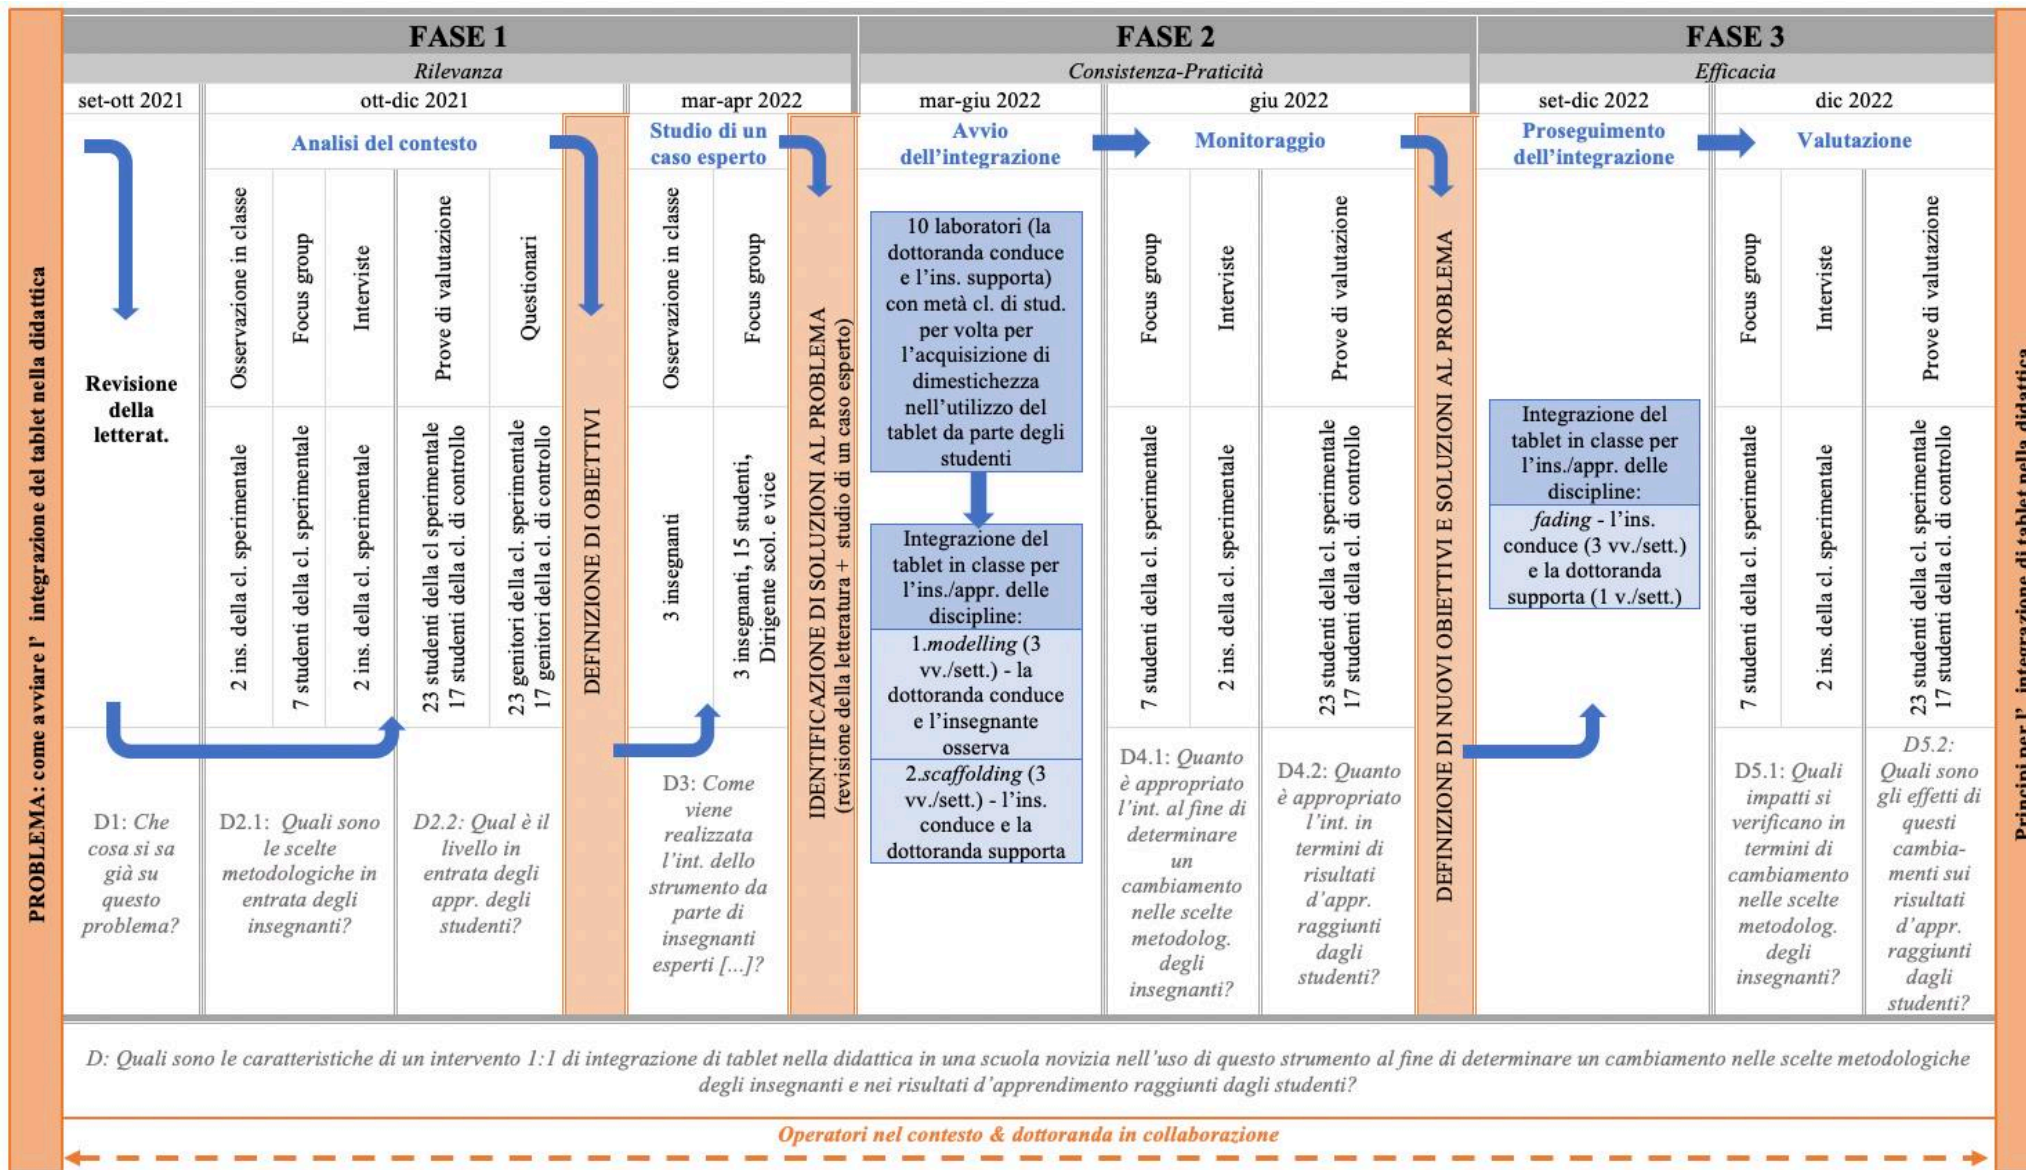 PROBLEMA: come avviare l' integrazione del tablet nella didattica
FASE 1
Rilevanza
set-ott 2021
ott-dic 2021
mar-apr 2022
Revisione
della
letterat.
Analisi del contesto
Osservazione in classe
Focus group
Interviste
Prove di valutazione
Questionari
2 ins. della cl. sperimentale
7 studenti della cl. sperimentale
2 ins. della cl. sperimentale
23 studenti della cl sperimentale
17 studenti della cl. di controllo
23 genitori della cl. sperimentale
17 genitori della cl. di controllo
D1: Che
cosa si sa
già su
questo
problema?
D2.1: Quali sono
le scelte
metodologiche in
entrata degli
insegnanti?
D2.2: Qual è il
livello in
entrata degli
appr. degli
studenti?
DEFINIZIONE DI OBIETTIVI
Studio di un
caso esperto
Osservazione in classe
Focus group
3 insegnanti
3 insegnanti, 15 studenti,
Dirigente scol. e vice
D3: Come
viene
realizzata
l'int. dello
strumento da
parte di
insegnanti
esperti [...]?
IDENTIFICAZIONE DI SOLUZIONI AL PROBLEMA
(revisione della letteratura + studio di un caso esperto)
FASE 2
Consistenza-Praticità
mar-giu 2022
giu 2022
Avvio
dell'integrazione
10 laboratori (la
dottoranda conduce
e l'ins. supporta)
con metà cl. di stud.
per volta per
l'acquisizione di
dimestichezza
nell'utilizzo del
tablet da parte degli
studenti
Integrazione del
tablet in classe per
l'ins./appr. delle
discipline:
1.modelling (3
vv./sett.) - la
dottoranda conduce
e l'insegnante
osserva
2.scaffolding (3
vv./sett.) - l'ins.
conduce e la
dottoranda supporta
Monitoraggio
Focus group
Interviste
Prove di valutazione
7 studenti della cl. sperimentale
2 ins. della cl. sperimentale
23 studenti della cl. sperimentale
17 studenti della cl. di controllo
D4.1: Quanto
è appropriato
l'int. al fine di
determinare
un
cambiamento
nelle scelte
metodolog.
degli
insegnanti?
D4.2: Quanto
è appropriato
l'int. in
termini di
risultati
d'appr.
raggiunti
dagli
studenti?
DEFINIZIONE DI NUOVI OBIETTIVI E SOLUZIONI AL PROBLEMA
FASE 3
Efficacia
set-dic 2022
dic 2022
Proseguimento
dell'integrazione
Integrazione del
tablet in classe per
l'ins./appr. delle
discipline:
fading - l'ins.
conduce (3 vv./sett.)
e la dottoranda
supporta (1 v./sett.)
Valutazione
Focus group
Interviste
Prove di valutazione
7 studenti della cl. sperimentale
2 ins. della cl. sperimentale
23 studenti della cl. sperimentale
17 studenti della cl. di controllo
D5.1: Quali
impatti si
verificano in
termini di
cambiamento
nelle scelte
metodolog.
degli
insegnanti?
D5.2:
Quali sono
gli effetti di
questi
cambia-
menti sui
risultati
d'appr.
raggiunti
dagli
studenti?
Principi per l' integrazione di tablet nella didattica
D: Quali sono le caratteristiche di un intervento 1:1 di integrazione di tablet nella didattica in una scuola novizia nell'uso di questo strumento al fine di determinare un cambiamento nelle scelte metodologiche
degli insegnanti e nei risultati d'apprendimento raggiunti dagli studenti?
Operatori nel contesto & dottoranda in collaborazione